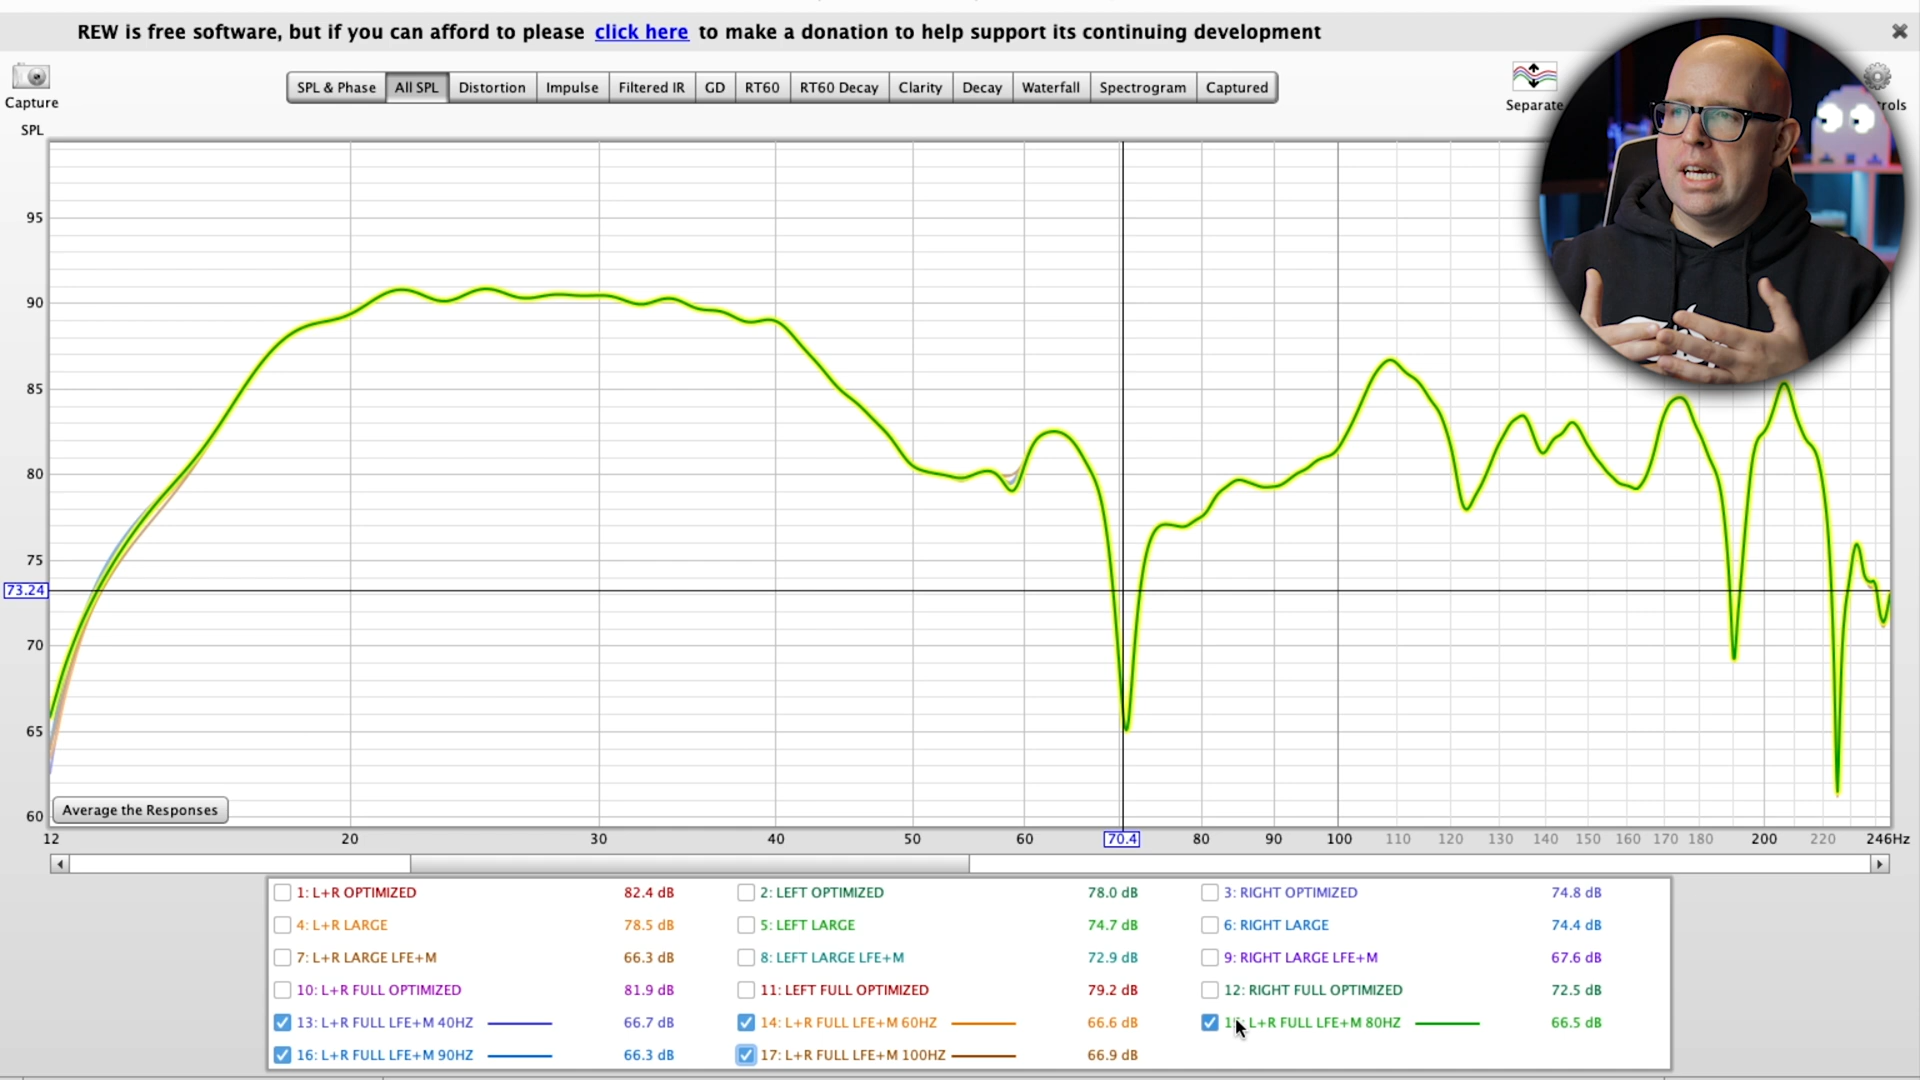 REW is free software, but if you can afford to please click here to make a donation to help support its continuing development
Capture
SPL & Phase All SPL Distortion Impulse Filtered IR GD RT60 RT60 Decay Clarity Decay Waterfall Spectrogram Captured
Separate
rols
SPL
95
90
85
80
75
73.24
70
65
60
Average the Responses
12 20 30 40 50 60 70.4 80 90 100 110 120 130 140 150 160 170 180 200 220 246Hz
1: L+R OPTIMIZED 82.4 dB 2: LEFT OPTIMIZED 78.0 dB 3: RIGHT OPTIMIZED 74.8 dB
4: L+R LARGE 78.5 dB 5: LEFT LARGE 74.7 dB 6: RIGHT LARGE 74.4 dB
7: L+R LARGE LFE+M 66.3 dB 8: LEFT LARGE LFE+M 72.9 dB 9: RIGHT LARGE LFE+M 67.6 dB
10: L+R FULL OPTIMIZED 81.9 dB 11: LEFT FULL OPTIMIZED 79.2 dB 12: RIGHT FULL OPTIMIZED 72.5 dB
13: L+R FULL LFE+M 40HZ 66.7 dB 14: L+R FULL LFE+M 60HZ 66.6 dB L+R FULL LFE+M 80HZ 66.5 dB
16: L+R FULL LFE+M 90HZ 66.3 dB 17: L+R FULL LFE+M 100HZ 66.9 dB